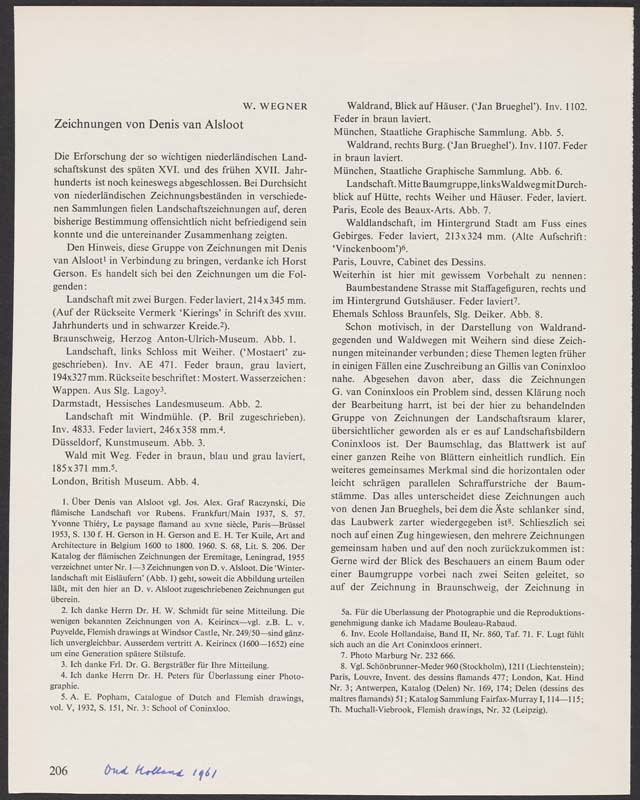 W. WEGNER
Zeichnungen von Denis van Alsloot
Die Erforschung der so wichtigen niederländischen Land-
schaftskunst des späten XVI. und des frühen XVII. Jahr-
hunderts ist noch keineswegs abgeschlossen. Bei Durchsicht
von niederländischen Zeichnungsbeständen in verschiede-
nen Sammlungen fielen Landschaftszeichnungen auf, deren
bisherige Bestimmung offensichtlich nicht befriedigend sein
konnte und die untereinander Zusammenhang zeigten.
Den Hinweis, diese Gruppe von Zeichnungen mit Denis
van Alsloot1 in Verbindung zu bringen, verdanke ich Horst
Gerson. Es handelt sich bei den Zeichnungen um die Fol-
genden:
Landschaft mit zwei Burgen. Feder laviert, 214x345 mm.
(Auf der Rückseite Vermerk 'Kierings' in Schrift des XVIII.
Jahrhunderts und in schwarzer Kreide.2).
Braunschweig, Herzog Anton-Ulrich-Museum. Abb. 1.
Landschaft, links Schloss mit Weiher. ('Mostaert' zu-
geschrieben). Inv. AE 471. Feder braun, grau laviert,
194x327 mm. Rückseite beschriftet: Mostert. Wasserzeichen:
Wappen. Aus Slg. Lagoy3.
Darmstadt, Hessisches Landesmuseum. Abb. 2.
Landschaft mit Windmühle. (P. Bril zugeschrieben).
Inv. 4833. Feder laviert, 246x358 mm.4.
Düsseldorf, Kunstmuseum. Abb. 3.
Wald mit Weg. Feder in braun, blau und grau laviert,
185x371 mm.5.
London, British Museum. Abb. 4.
1. Über Denis van Alsloot vgl. Jos. Alex. Graf Raczynski, Die
flämische Landschaft vor Rubens. Frankfurt/Main 1937, S. 57.
Yvonne Thiéry, Le paysage flamand au XVIIe siècle, Paris—Brüssel
1953, S. 130 f. H. Gerson in H. Gerson and E. H. Ter Kuile, Art and
Architecture in Belgium 1600 to 1800. 1960. S. 68, Lit. S. 206. Der
Katalog der flämischen Zeichnungen der Eremitage, Leningrad, 1955
verzeichnet unter Nr. 1—3 Zeichnungen von D. v. Alsloot. Die 'Winter-
landschaft mit Eisläufern' (Abb. 1) geht, soweit die Abbildung urteilen
läßt, mit den hier an D. v. Alsloot zugeschriebenen Zeichnungen gut
überein.
2. Ich danke Herrn Dr. H. W. Schmidt für seine Mitteilung. Die
wenigen bekannten Zeichnungen von A. Keirincx—vgl. z.B. L. v.
Puyvelde, Flemish drawings at Windsor Castle, Nr. 249/50—sind gänz-
lich unvergleichbar. Ausserdem vertritt A. Keirincx (1600—1652) eine
um eine Generation spätere Stilstufe.
3. Ich danke Frl. Dr. G. Bergsträßer für Ihre Mitteilung.
4. Ich danke Herrn Dr. H. Peters für Überlassung einer Photo-
graphie.
5. A. E. Popham, Catalogue of Dutch and Flemish drawings,
vol. V, 1932, S. 151, Nr. 3: School of Coninxloo.
Waldrand, Blick auf Häuser. ('Jan Brueghel'). Inv. 1102.
Feder in braun laviert.
München, Staatliche Graphische Sammlung. Abb. 5.
Waldrand, rechts Burg. ('Jan Brueghel'). Inv. 1107. Feder
in braun laviert.
München, Staatliche Graphische Sammlung. Abb. 6.
Landschaft. Mitte Baumgruppe, links Waldweg mit Durch-
blick auf Hütte, rechts Weiher und Häuser. Feder, laviert.
Paris, Ecole des Beaux-Arts. Abb. 7.
Waldlandschaft, im Hintergrund Stadt am Fuss eines
Gebirges. Feder laviert, 213x324 mm. (Alte Aufschrift:
'Vinckenboom')6.
Paris, Louvre, Cabinet des Dessins.
Weiterhin ist hier mit gewissem Vorbehalt zu nennen:
Baumbestandene Strasse mit Staffagefiguren, rechts und
im Hintergrund Gutshäuser. Feder laviert7.
Ehemals Schloss Braunfels, Slg. Deiker. Abb. 8.
Schon motivisch, in der Darstellung von Waldrand-
gegenden und Waldwegen mit Weihern sind diese Zeich-
nungen miteinander verbunden; diese Themen legten früher
in einigen Fällen eine Zuschreibung an Gillis van Coninxloo
nahe. Abgesehen davon aber, dass die Zeichnungen
G. van Coninxloos ein Problem sind, dessen Klärung noch
der Bearbeitung harrt, ist bei der hier zu behandelnden
Gruppe von Zeichnungen der Landschaftsraum klarer,
übersichtlicher geworden als er es auf Landschaftsbildern
Coninxloos ist. Der Baumschlag, das Blattwerk ist auf
einer ganzen Reihe von Blättern einheitlich rundlich. Ein
weiteres gemeinsames Merkmal sind die horizontalen oder
leicht schrägen parallelen Schraffurstriche der Baum-
stämme. Das alles unterscheidet diese Zeichnungen auch
von denen Jan Brueghels, bei dem die Äste schlanker sind,
das Laubwerk zarter wiedergegeben ist8. Schliesslich sei
noch auf einen Zug hingewiesen, den mehrere Zeichnungen
gemeinsam haben und auf den noch zurückzukommen ist:
Gerne wird der Blick des Beschauers an einem Baum oder
einer Baumgruppe vorbei nach zwei Seiten geleitet, so
auf der Zeichnung in Braunschweig, der Zeichnung in
5a. Für die Überlassung der Photographie und die Reproduktions-
genehmigung danke ich Madame Bouleau-Rabaud.
6. Inv. Ecole Hollandaise, Band II, Nr. 860, Taf. 71. F. Lugt fühlt
sich auch an die Art Coninxloos erinnert.
7. Photo Marburg Nr. 232 666.
8. Vgl. Schönbrunner-Meder 960 (Stockholm), 1211 (Liechtenstein);
Paris, Louvre, Invent. des dessins flamands 477; London, Kat. Hind
Nr. 3; Antwerpen, Katalog (Delen) Nr. 169, 174; Delen (dessins des
maîtres flamands) 51; Katalog Sammlung Fairfax-Murray I, 114—115;
Th. Muchall-Viebrook, Flemish drawings, Nr. 32 (Leipzig).
206
Oud Holland 1961